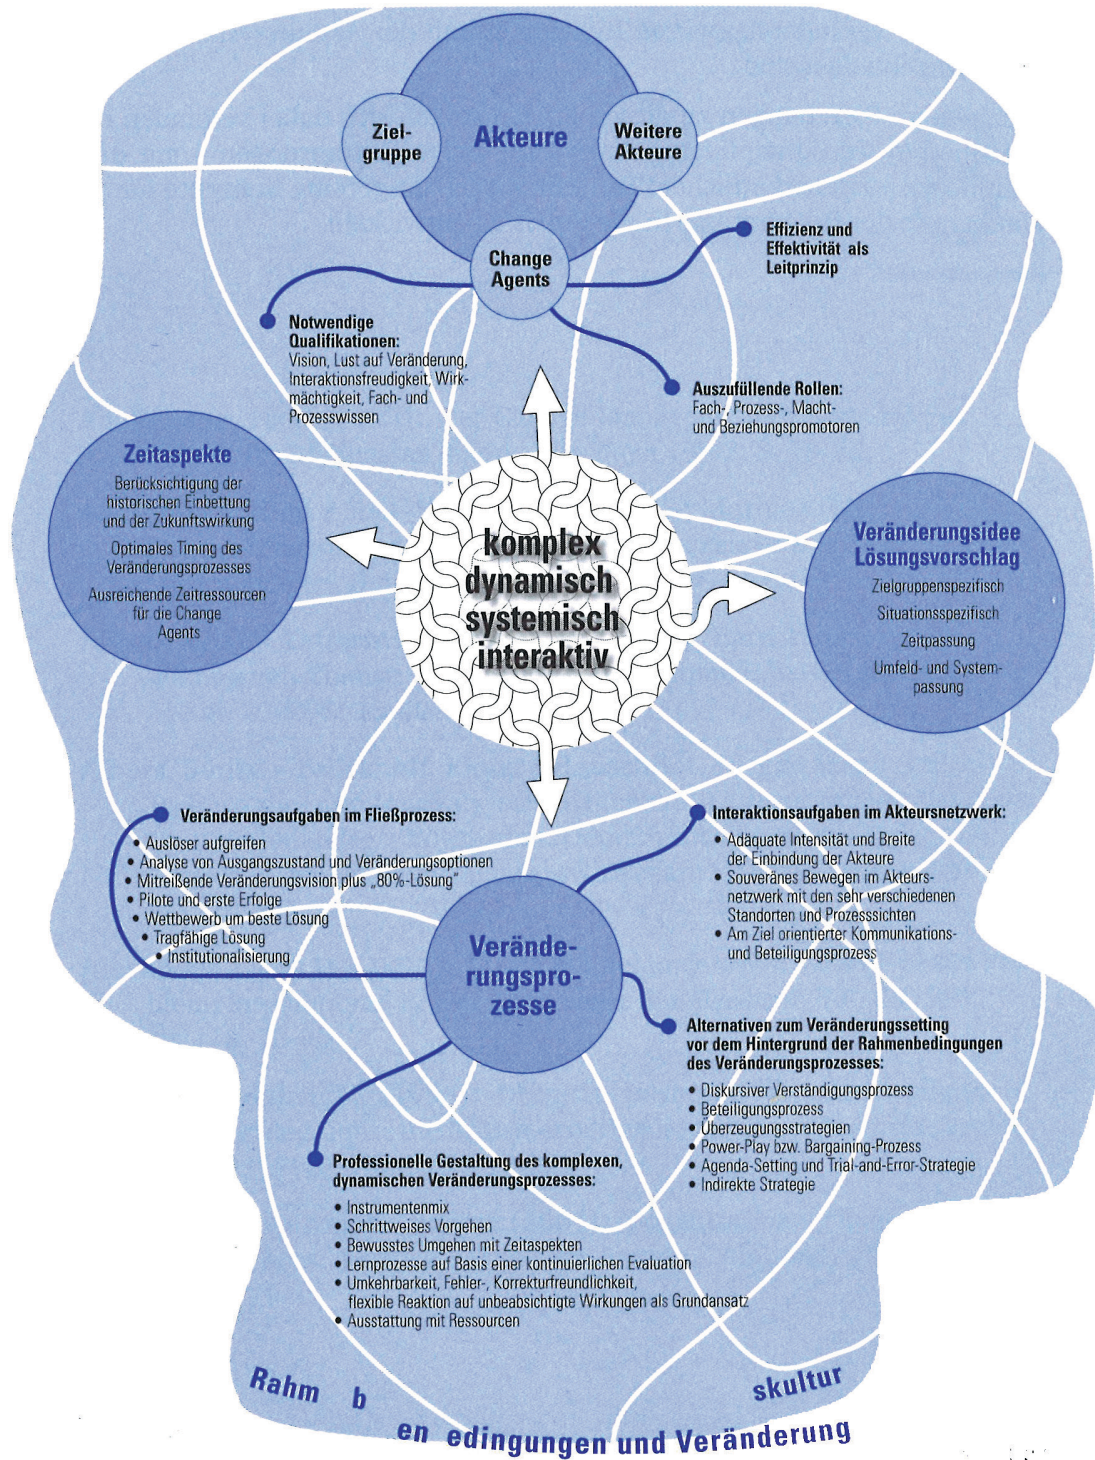 Akteure
Ziel-
gruppe
Weitere
Akteure
Change
Agents
Effizienz und
Effektivität als
Leitprinzip
Notwendige
Qualifikationen:
Vision, Lust auf Veränderung,
Interaktionsfreudigkeit, Wirk-
mächtigkeit, Fach- und
Prozesswissen
Auszufüllende Rollen:
Fach-, Prozess-, Macht-
und Beziehungspromotoren
Zeitaspekte
Berücksichtigung der
historischen Einbettung
und der Zukunftswirkung
Optimales Timing des
Veränderungsprozesses
Ausreichende Zeitressourcen
für die Change
Agents
komplex
dynamisch
systemisch
interaktiv
Veränderungsidee
Lösungsvorschlag
Zielgruppenspezifisch
Situationsspezifisch
Zeitpassung
Umfeld- und System-
passung
Veränderungsaufgaben im Fließprozess:
• Auslöser aufgreifen
• Analyse von Ausgangszustand und Veränderungsoptionen
• Mitreißende Veränderungsvision plus „80%-Lösung"
• Pilote und erste Erfolge
• Wettbewerb um beste Lösung
• Tragfähige Lösung
• Institutionalisierung
Interaktionsaufgaben im Akteursnetzwerk:
• Adäquate Intensität und Breite
der Einbindung der Akteure
• Souveränes Bewegen im Akteurs-
netzwerk mit den sehr verschiedenen
Standorten und Prozesssichten
• Am Ziel orientierter Kommunikations-
und Beteiligungsprozess
Verände-
rungspro-
zesse
Alternativen zum Veränderungssetting
vor dem Hintergrund der Rahmenbedingungen
des Veränderungsprozesses:
• Diskursiver Verständigungsprozess
• Beteiligungsprozess
• Überzeugungsstrategien
• Power-Play bzw. Bargaining-Prozess
• Agenda-Setting und Trial-and-Error-Strategie
• Indirekte Strategie
Professionelle Gestaltung des komplexen,
dynamischen Veränderungsprozesses:
• Instrumentenmix
• Schrittweises Vorgehen
• Bewusstes Umgehen mit Zeitaspekten
• Lernprozesse auf Basis einer kontinuierlichen Evaluation
• Umkehrbarkeit, Fehler-, Korrekturfreundlichkeit,
flexible Reaktion auf unbeabsichtigte Wirkungen als Grundansatz
• Ausstattung mit Ressourcen
Rahmenbedingungen und Veränderungskultur